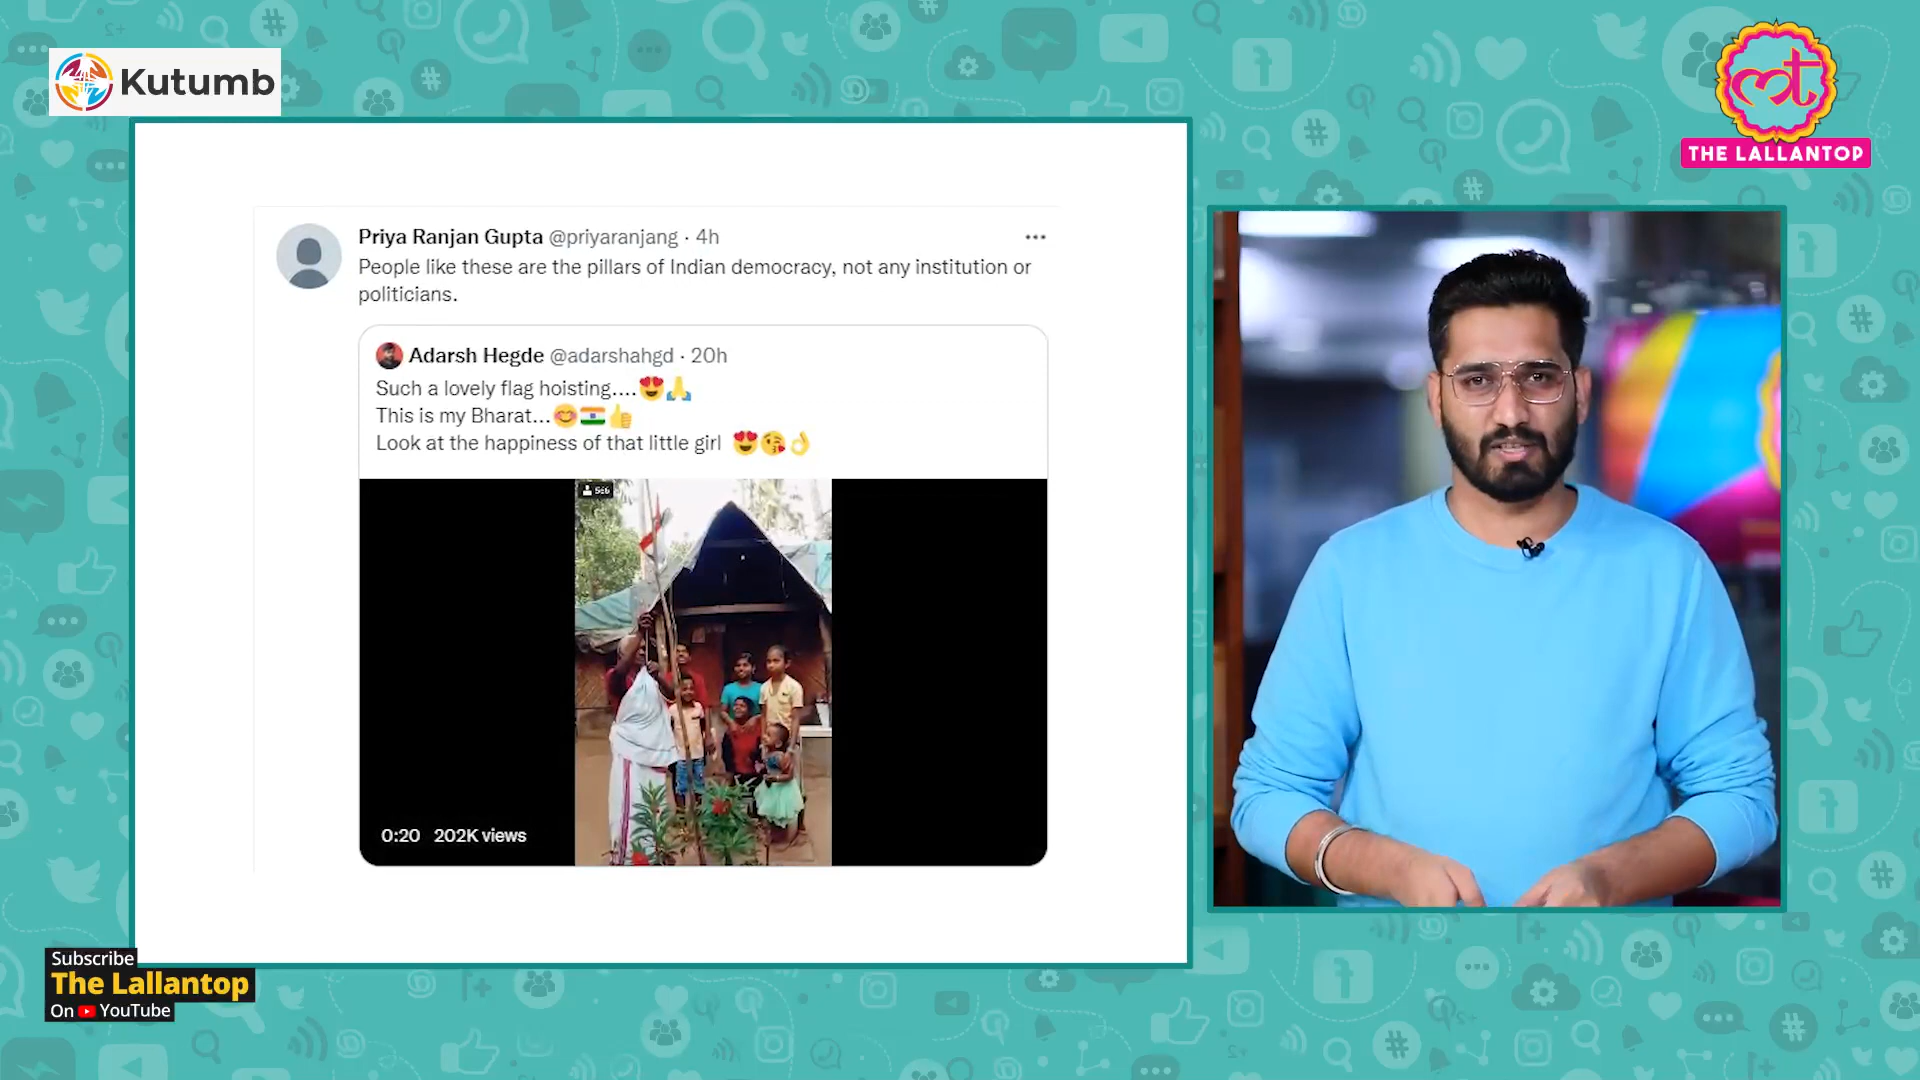 Kutumb
THE LALLANTOP
Priya Ranjan Gupta @priyaranjang · 4h
People like these are the pillars of Indian democracy, not any institution or
politicians.
Adarsh Hegde @adarshahgd · 20h
Such a lovely flag hoisting....😍🙏
This is my Bharat...😊🇮🇳👍
Look at the happiness of that little girl 😍😘👌
0:20 202K views
Subscribe
The Lallantop
On YouTube